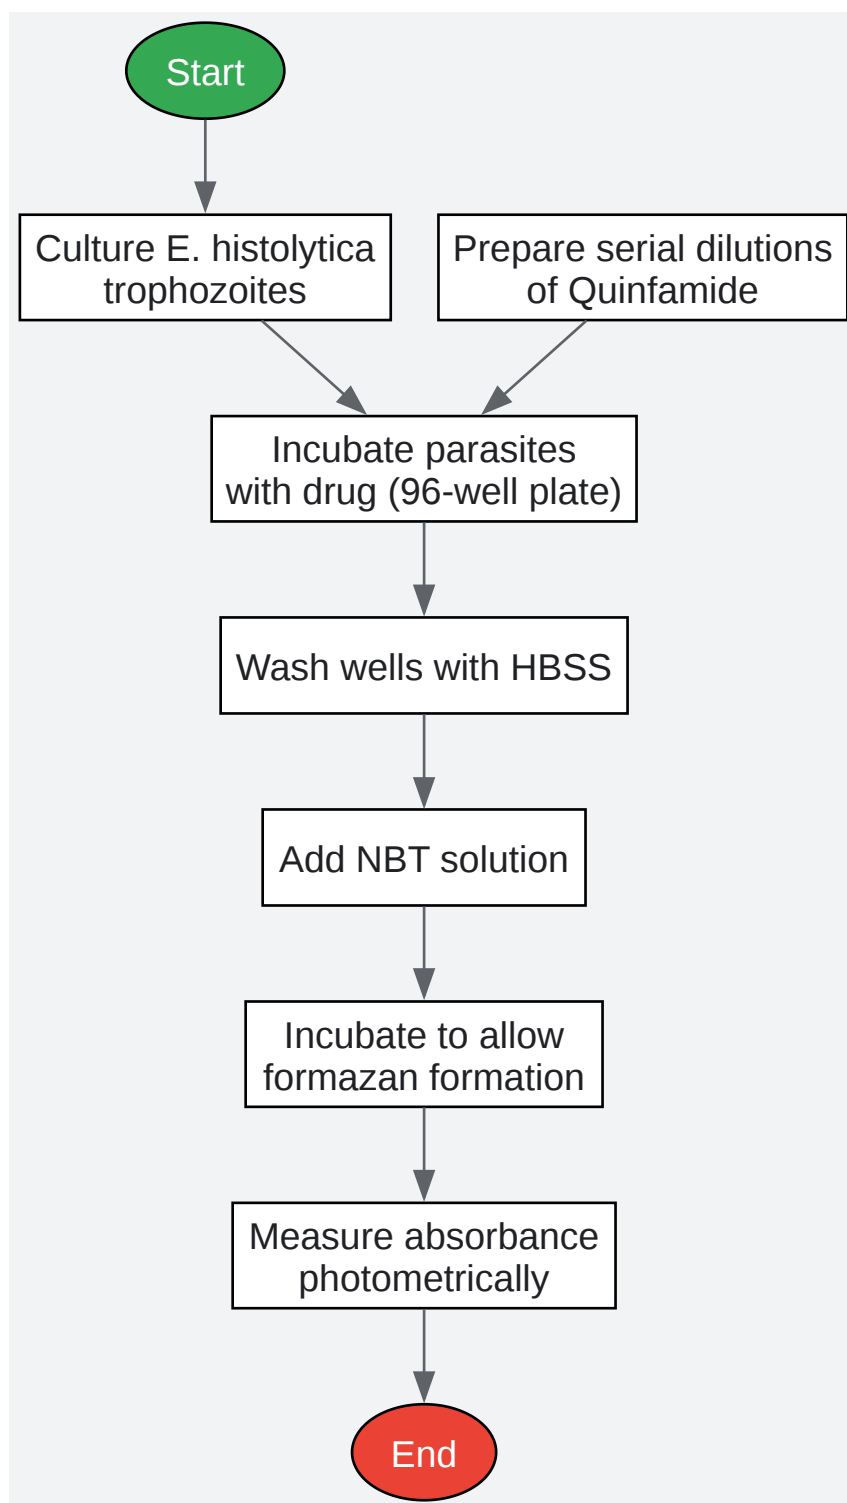 Start
Culture E. histolytica
trophozoites
Prepare serial dilutions
of Quinfamide
Incubate parasites
with drug (96-well plate)
Wash wells with HBSS
Add NBT solution
Incubate to allow
formazan formation
Measure absorbance
photometrically
End